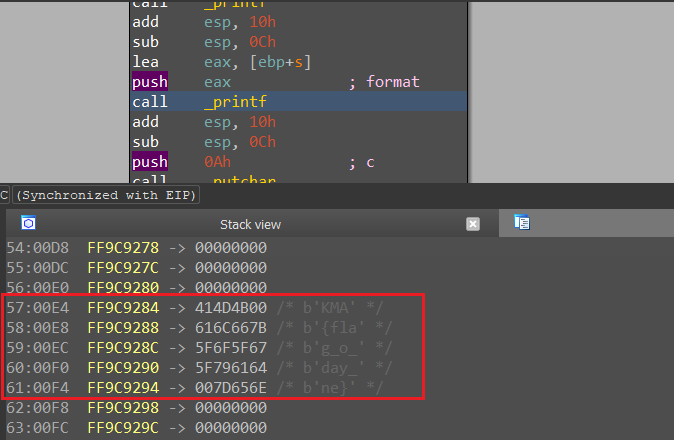 call _printf
add esp, 10h
sub esp, 0Ch
lea eax, [ebp+s]
push eax ; format
call _printf
add esp, 10h
sub esp, 0Ch
push 0Ah ; c
call _putchar
C (Synchronized with EIP)
Stack view
54:00D8 FF9C9278 -> 00000000
55:00DC FF9C927C -> 00000000
56:00E0 FF9C9280 -> 00000000
57:00E4 FF9C9284 -> 414D4B00 /* b'KMA' */
58:00E8 FF9C9288 -> 616C667B /* b'{fla' */
59:00EC FF9C928C -> 5F6F5F67 /* b'g_o_' */
60:00F0 FF9C9290 -> 5F796164 /* b'day_' */
61:00F4 FF9C9294 -> 007D656E /* b'ne}' */
62:00F8 FF9C9298 -> 00000000
63:00FC FF9C929C -> 00000000